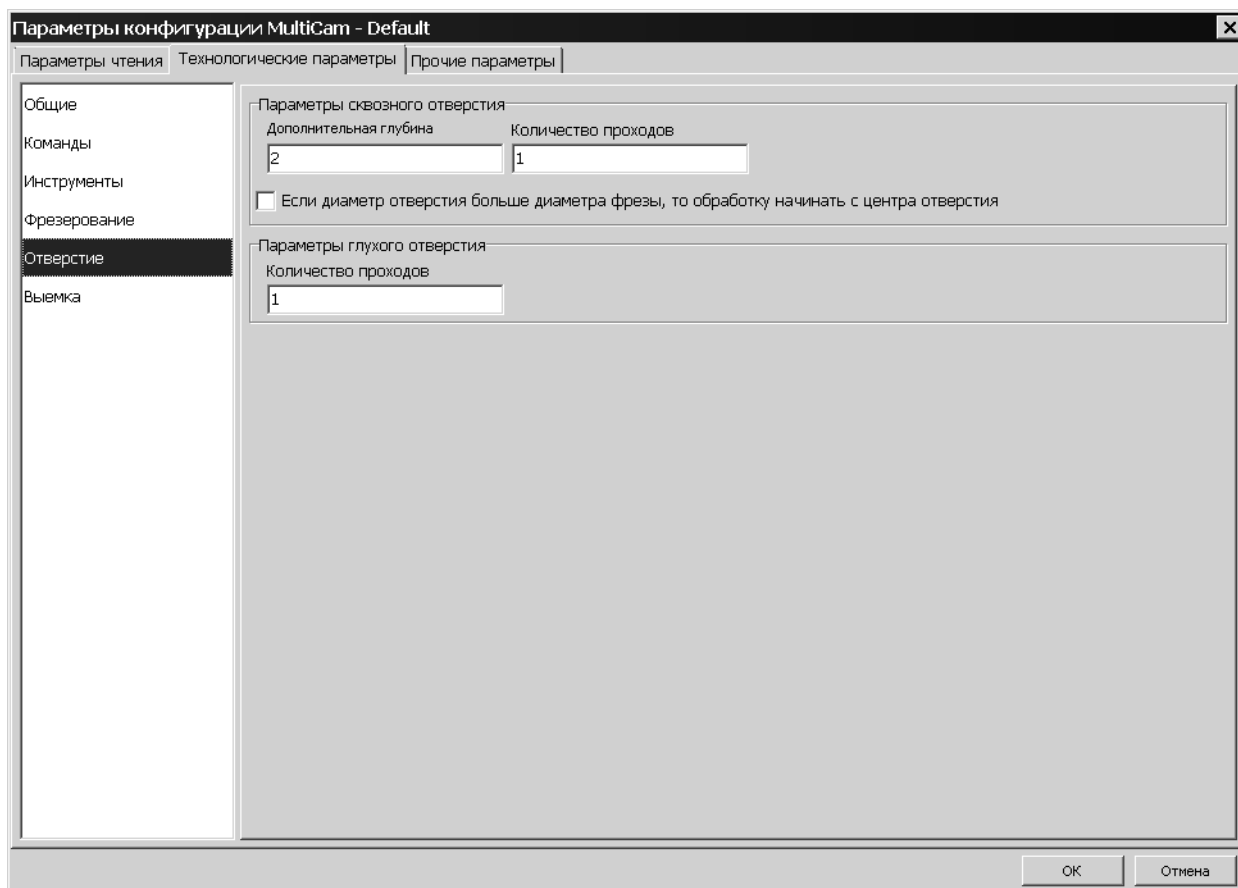 Параметры конфигурации MultiCam - Default
Параметры чтения Технологические параметры Прочие параметры
Общие
Команды
Инструменты
Фрезерование
Отверстие
Выемка
Параметры сквозного отверстия
Дополнительная глубина Количество проходов
2 1
Если диаметр отверстия больше диаметра фрезы, то обработку начинать с центра отверстия
Параметры глухого отверстия
Количество проходов
1
ОК Отмена